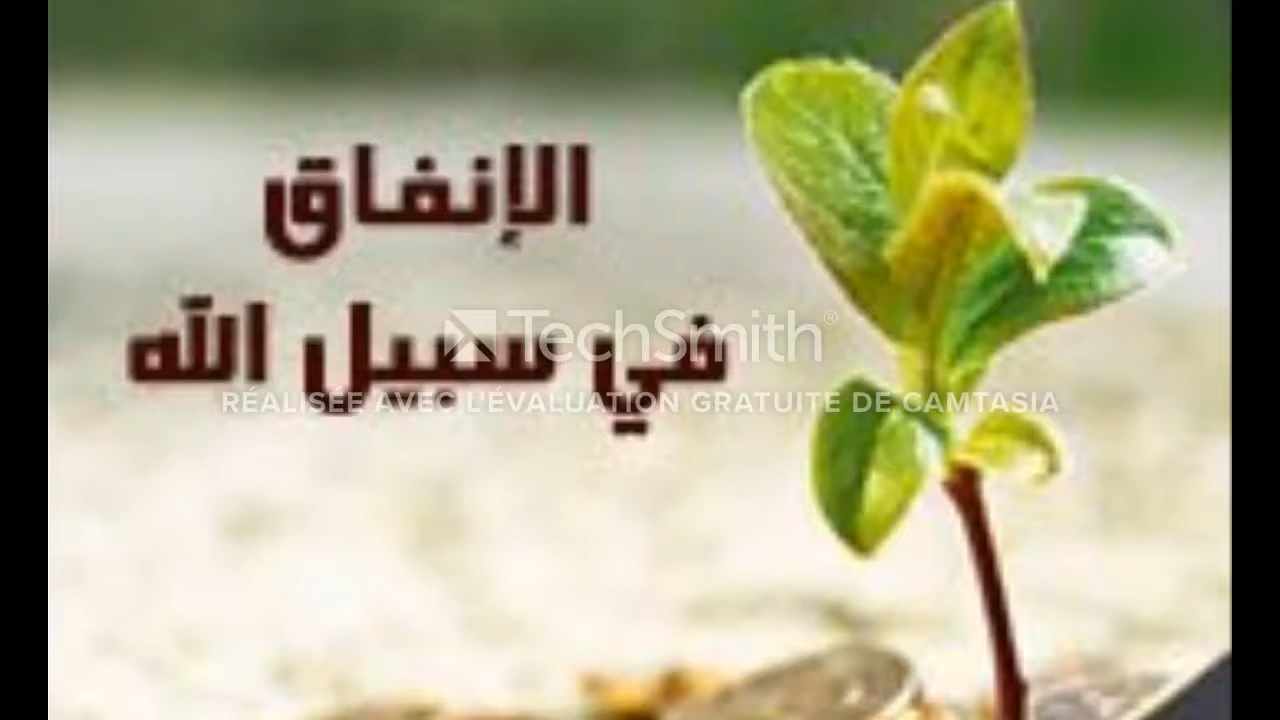 الإنفاق
في سبيل الله
TechSmith®
RÉALISÉE AVEC L'ÉVALUATION GRATUITE DE CAMTASIA